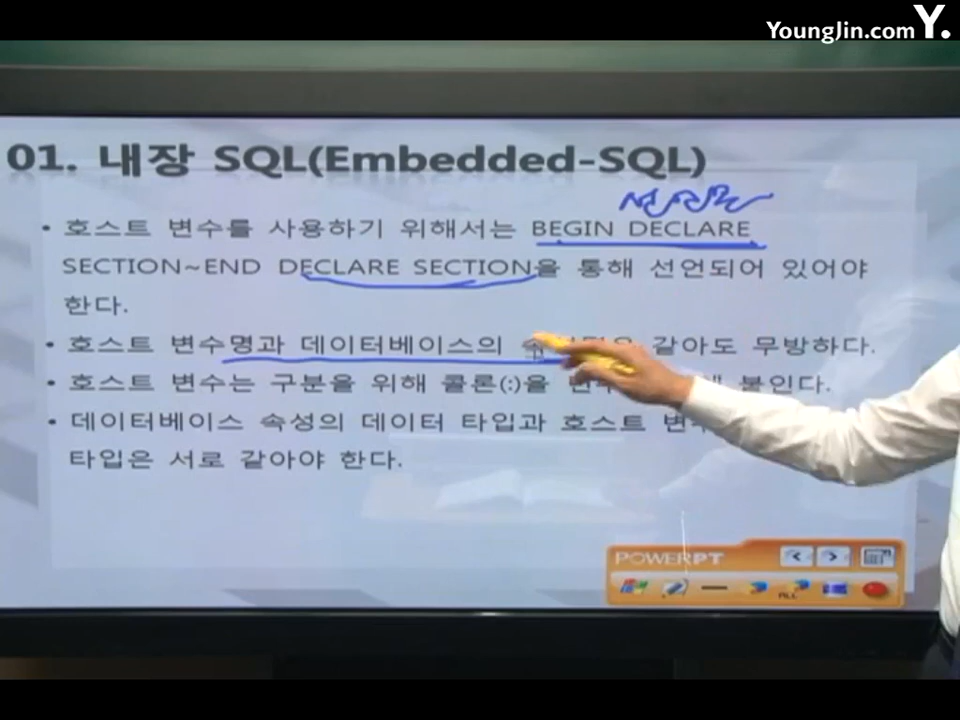 YoungJin.com Y.
01. 내장 SQL(Embedded-SQL)
• 호스트 변수를 사용하기 위해서는 BEGIN DECLARE
SECTION~END DECLARE SECTION을 통해 선언되어 있어야
한다.
• 호스트 변수명과 데이터베이스의 같아도 무방하다.
• 호스트 변수는 구분을 위해 콜론(:)을 붙인다.
• 데이터베이스 속성의 데이터 타입과 호스트
타입은 서로 같아야 한다.
POWERPT
ALL